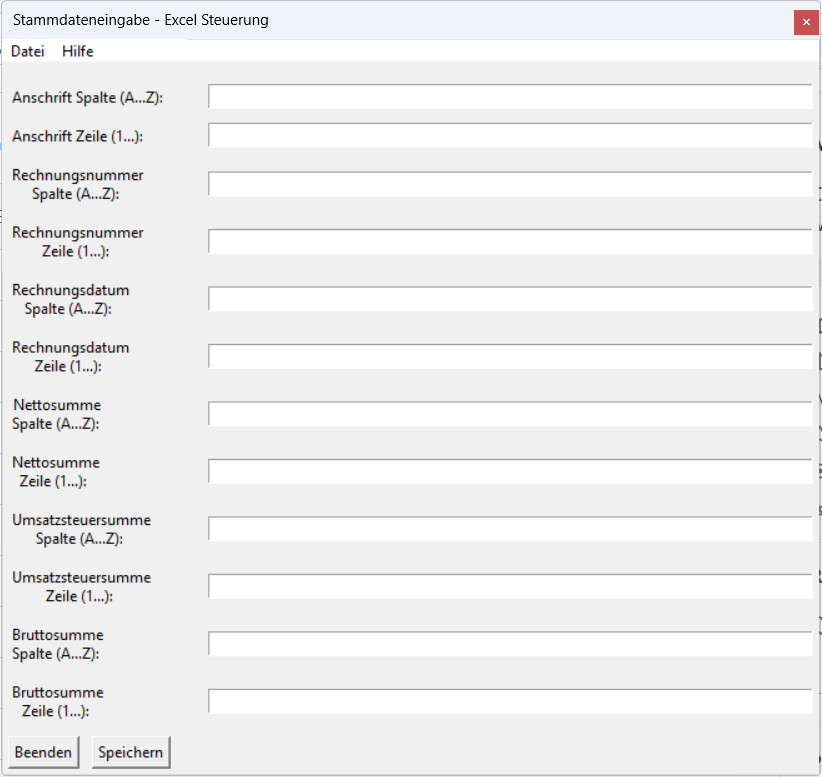 Stammdateneingabe - Excel Steuerung
Datei Hilfe
Anschrift Spalte (A...Z):
Anschrift Zeile (1...):
Rechnungsnummer
Spalte (A...Z):
Rechnungsnummer
Zeile (1...):
Rechnungsdatum
Spalte (A...Z):
Rechnungsdatum
Zeile (1...):
Nettosumme
Spalte (A...Z):
Nettosumme
Zeile (1...):
Umsatzsteuersumme
Spalte (A...Z):
Umsatzsteuersumme
Zeile (1...):
Bruttosumme
Spalte (A...Z):
Bruttosumme
Zeile (1...):
Beenden Speichern